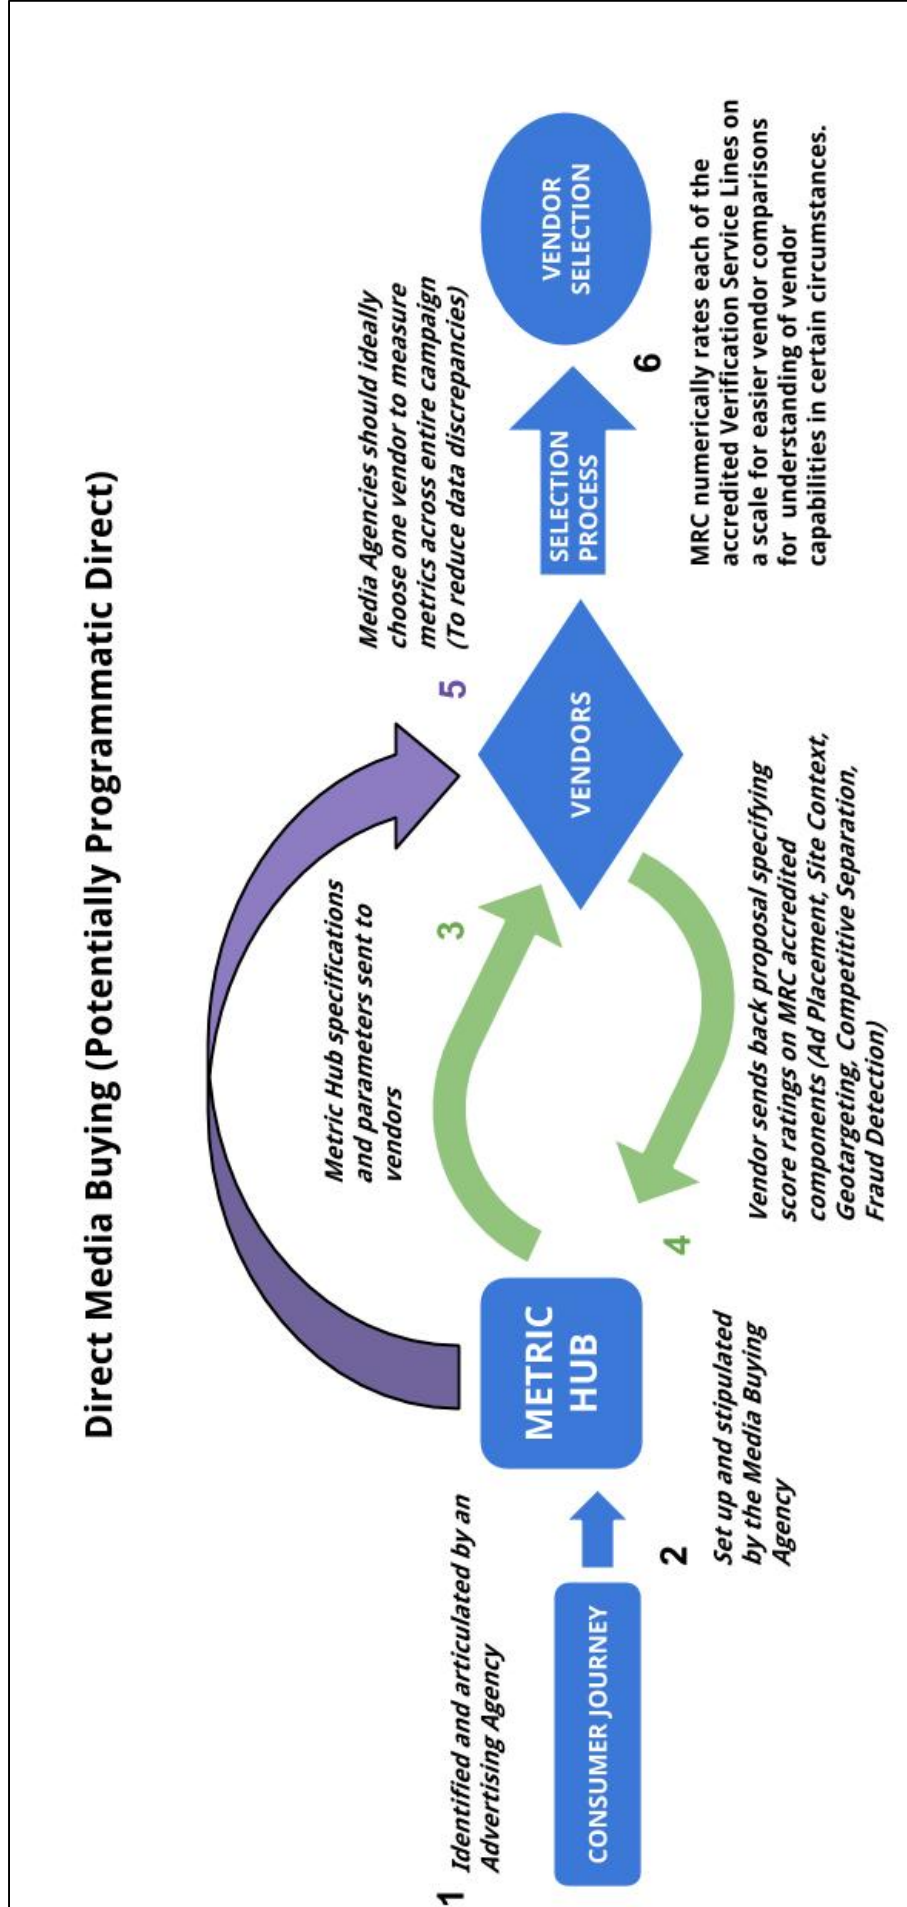 Direct Media Buying (Potentially Programmatic Direct)
1
Identified and articulated by an
Advertising Agency
CONSUMER JOURNEY
2
Set up and stipulated
by the Media Buying
Agency
METRIC
HUB
Metric Hub specifications
and parameters sent to
vendors
3
4
Vendor sends back proposal specifying
score ratings on MRC accredited
components (Ad Placement, Site Context,
Geotargeting, Competitive Separation,
Fraud Detection)
VENDORS
5
Media Agencies should ideally
choose one vendor to measure
metrics across entire campaign
(To reduce data discrepancies)
SELECTION
PROCESS
6
MRC numerically rates each of the
accredited Verification Service Lines on
a scale for easier vendor comparisons
for understanding of vendor
capabilities in certain circumstances.
VENDOR
SELECTION